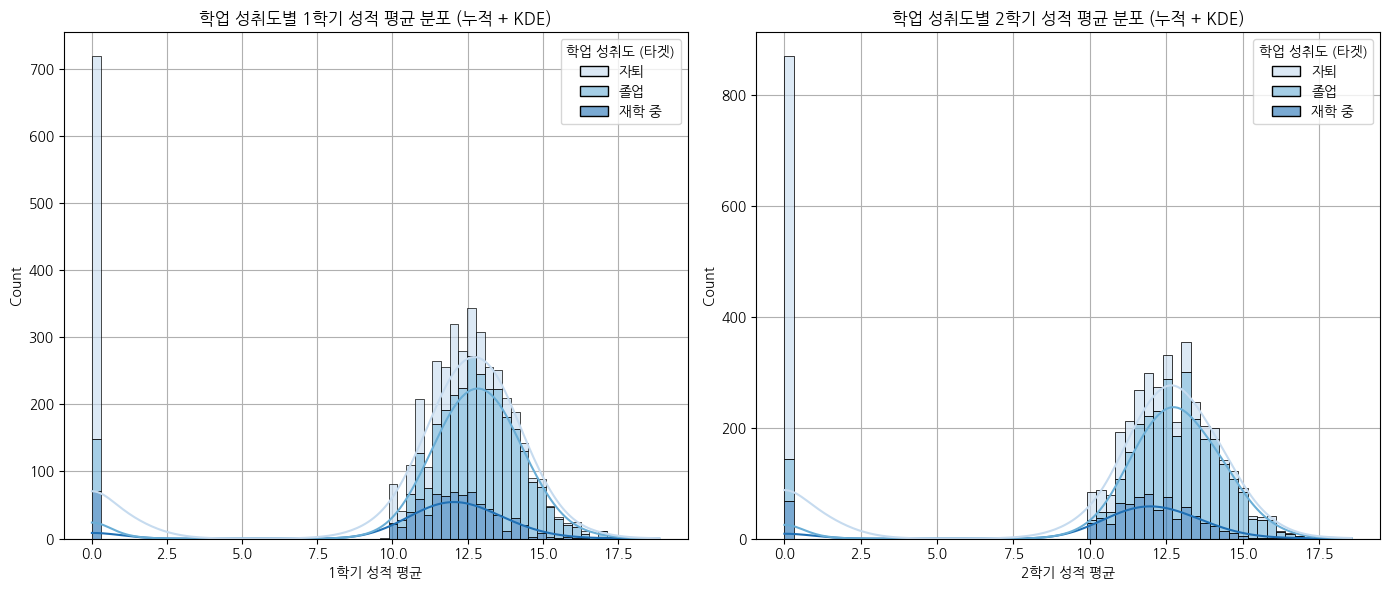 학업 성취도별 1학기 성적 평균 분포 (누적 + KDE)
학업 성취도 (타겟)
자퇴
졸업
재학 중
700
600
500
400
300
200
100
0
Count
0.0 2.5 5.0 7.5 10.0 12.5 15.0 17.5
1학기 성적 평균
학업 성취도별 2학기 성적 평균 분포 (누적 + KDE)
학업 성취도 (타겟)
자퇴
졸업
재학 중
800
600
400
200
0
Count
0.0 2.5 5.0 7.5 10.0 12.5 15.0 17.5
2학기 성적 평균